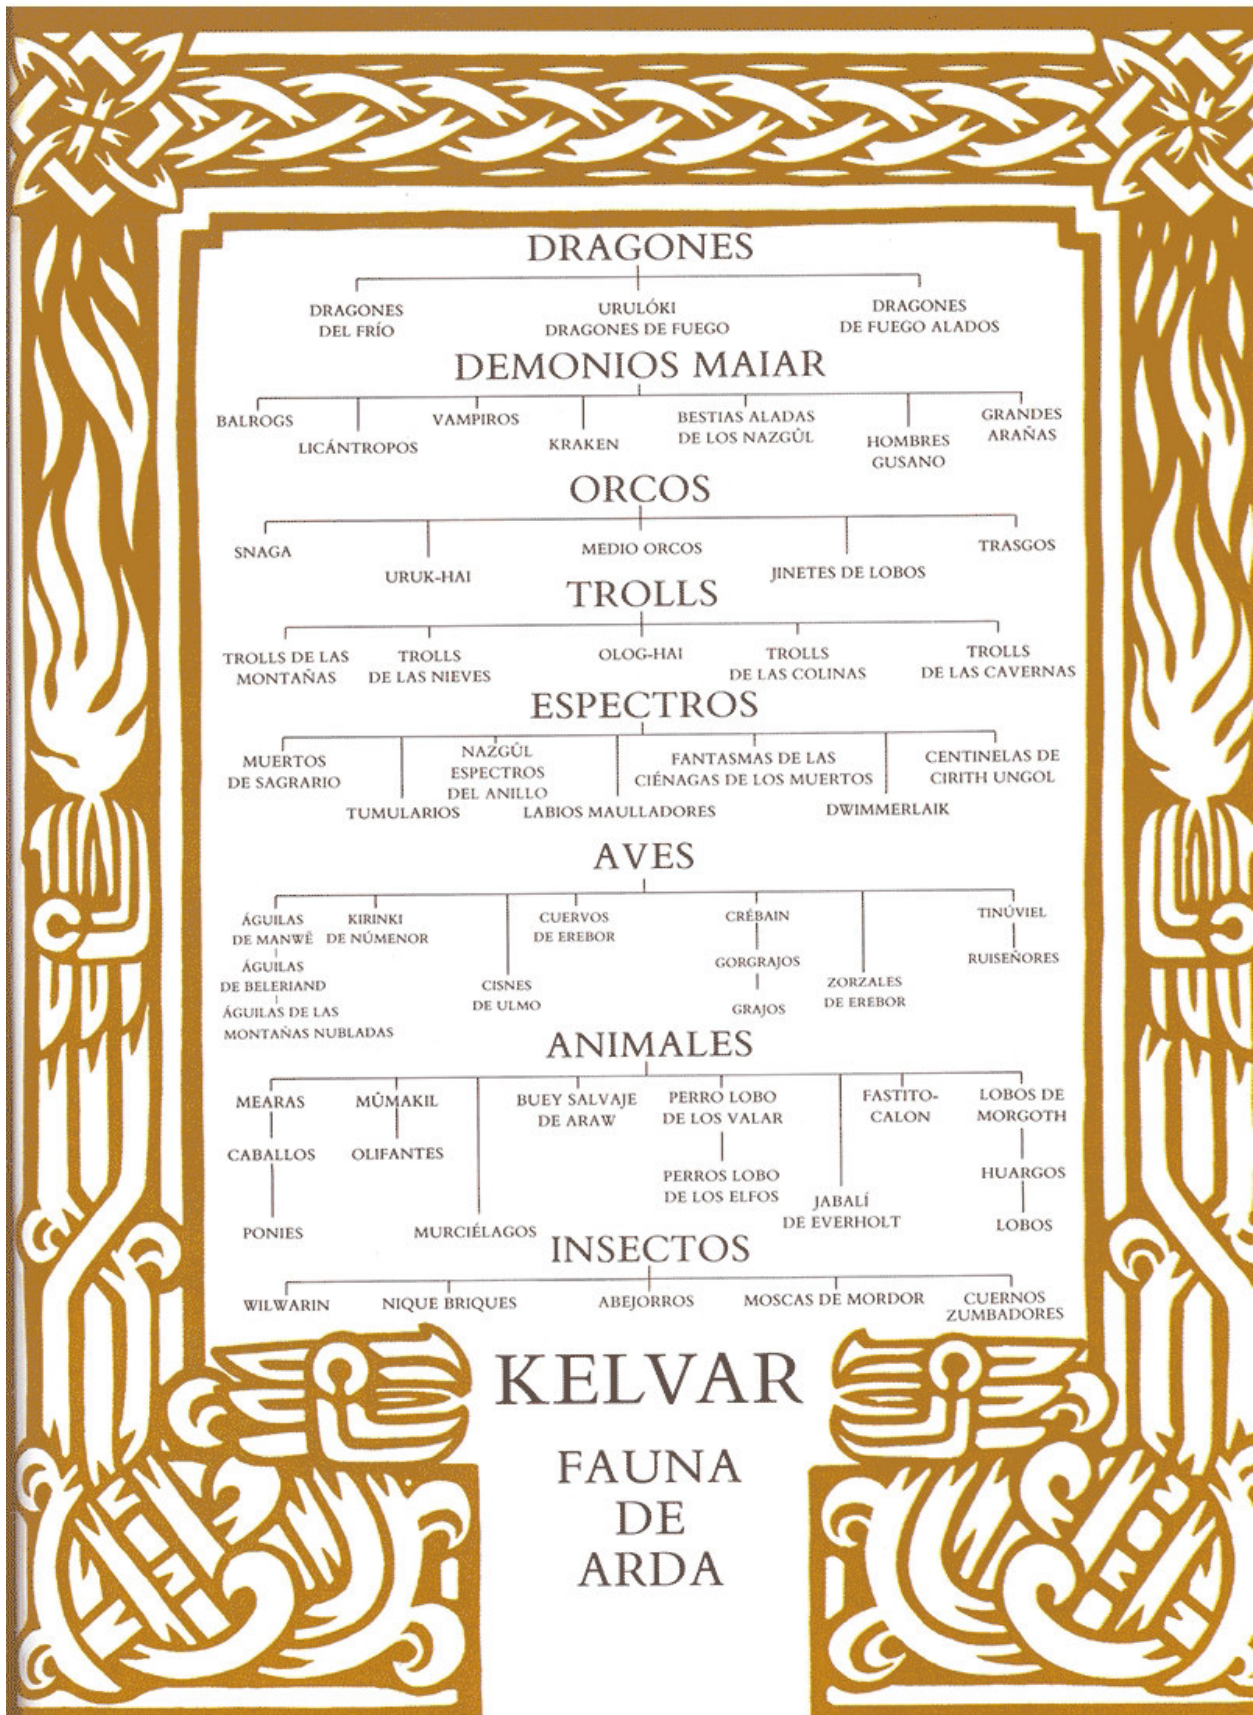 DRAGONES
DRAGONES
DEL FRÍO
URULÓKI
DRAGONES DE FUEGO
DRAGONES
DE FUEGO ALADOS
DEMONIOS MAIAR
BALROGS
LICÁNTROPOS
VAMPIROS
KRAKEN
BESTIAS ALADAS
DE LOS NAZGÛL
HOMBRES
GUSANO
GRANDES
ARAÑAS
ORCOS
SNAGA
URUK-HAI
MEDIO ORCOS
JINETES DE LOBOS
TRASGOS
TROLLS
TROLLS DE LAS
MONTAÑAS
TROLLS
DE LAS NIEVES
OLOG-HAI
TROLLS
DE LAS COLINAS
TROLLS
DE LAS CAVERNAS
ESPECTROS
MUERTOS
DE SAGRARIO
TUMULARIOS
NAZGÛL
ESPECTROS
DEL ANILLO
LABIOS MAULLADORES
FANTASMAS DE LAS
CIÉNAGAS DE LOS MUERTOS
DWIMMERLAIK
CENTINELAS DE
CIRITH UNGOL
AVES
ÁGUILAS
DE MANWË
ÁGUILAS
DE BELERIAND
ÁGUILAS DE LAS
MONTAÑAS NUBLADAS
KIRINKI
DE NÚMENOR
CISNES
DE ULMO
CUERVOS
DE EREBOR
CRÉBAIN
GORGRAJOS
GRAJOS
ZORZALES
DE EREBOR
TINÚVIEL
RUISEÑORES
ANIMALES
MEARAS
CABALLOS
PONIES
MÛMAKIL
OLIFANTES
MURCIÉLAGOS
BUEY SALVAJE
DE ARAW
PERRO LOBO
DE LOS VALAR
PERROS LOBO
DE LOS ELFOS
JABALÍ
DE EVERHOLT
FASTITO-
CALON
LOBOS DE
MORGOTH
HUARGOS
LOBOS
INSECTOS
WILWARIN
NIQUE BRIQUES
ABEJORROS
MOSCAS DE MORDOR
CUERNOS
ZUMBADORES
KELVAR
FAUNA
DE
ARDA